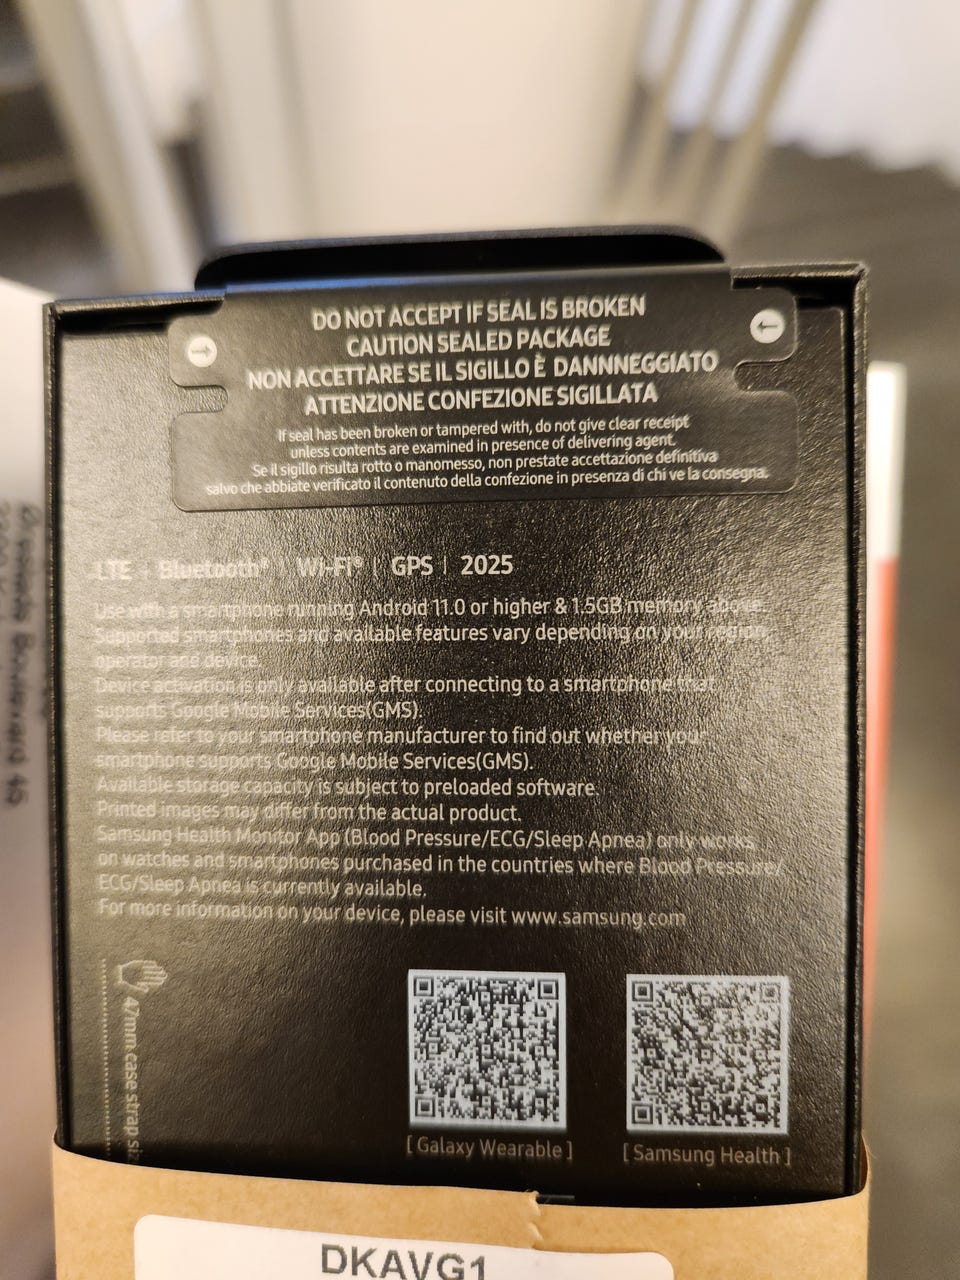 DO NOT ACCEPT IF SEAL IS BROKEN
CAUTION SEALED PACKAGE
NON ACCETTARE SE IL SIGILLO È DANNNEGGIATO
ATTENZIONE CONFEZIONE SIGILLATA
If seal has been broken or tampered with, do not give clear receipt
unless contents are examined in presence of delivering agent.
Se il sigillo risulta rotto o manomesso, non prestate accettazione definitiva
salvo che abbiate verificato il contenuto della confezione in presenza di chi ve la consegna.
LTE | Bluetooth® | Wi-Fi® | GPS | 2025
Use with a smartphone running Android 11.0 or higher & 1.5GB memory above.
Supported smartphones and available features vary depending on your region,
operator and device.
Device activation is only available after connecting to a smartphone that
supports Google Mobile Services(GMS).
Please refer to your smartphone manufacturer to find out whether your
smartphone supports Google Mobile Services(GMS).
Available storage capacity is subject to preloaded software.
Printed images may differ from the actual product.
Samsung Health Monitor App (Blood Pressure/ECG/Sleep Apnea) only works
on watches and smartphones purchased in the countries where Blood Pressure/
ECG/Sleep Apnea is currently available.
For more information on your device, please visit www.samsung.com
47mm case strap
[ Galaxy Wearable ]
[ Samsung Health ]
DKAVG1